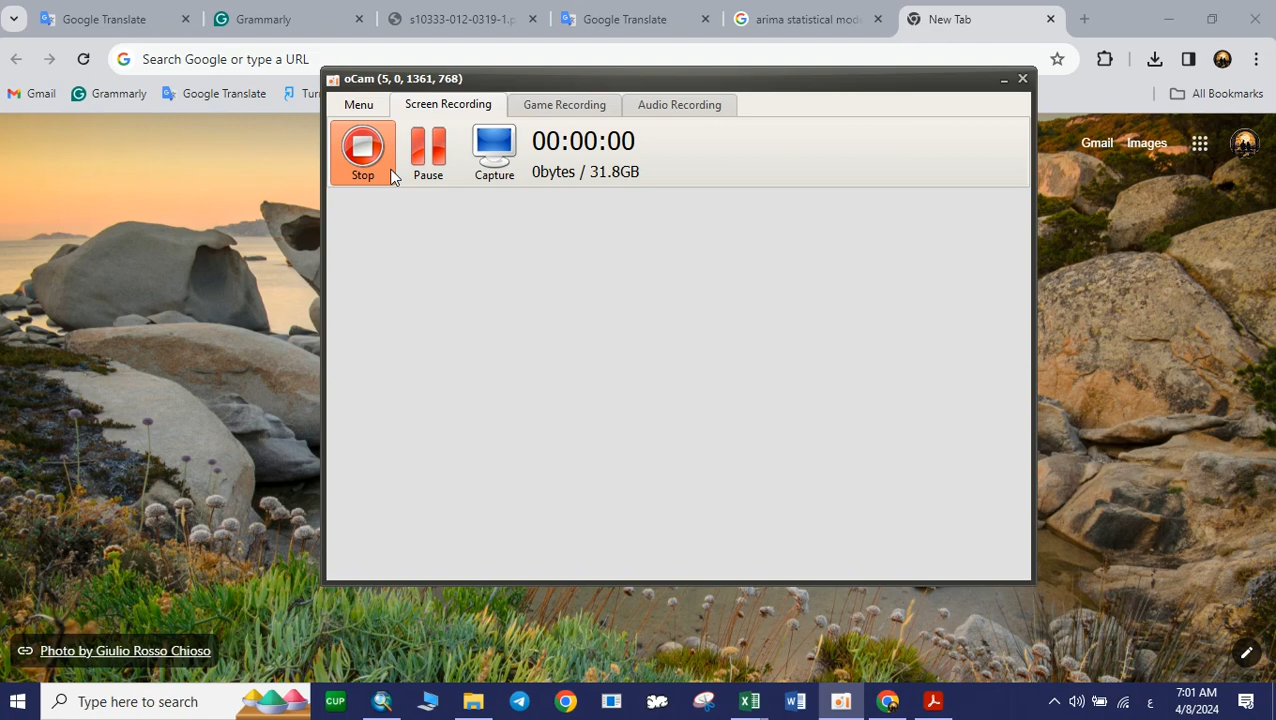 Google Translate
Grammarly
s10333-012-0319-1.p
Google Translate
arima statistical mode
New Tab
Search Google or type a URL
Gmail
Grammarly
Google Translate
All Bookmarks
oCam (5, 0, 1361, 768)
Menu
Screen Recording
Game Recording
Audio Recording
Stop
Pause
Capture
00:00:00
0bytes / 31.8GB
Gmail
Images
Photo by Giulio Rosso Chioso
Type here to search
CUP
ع
7:01 AM
4/8/2024